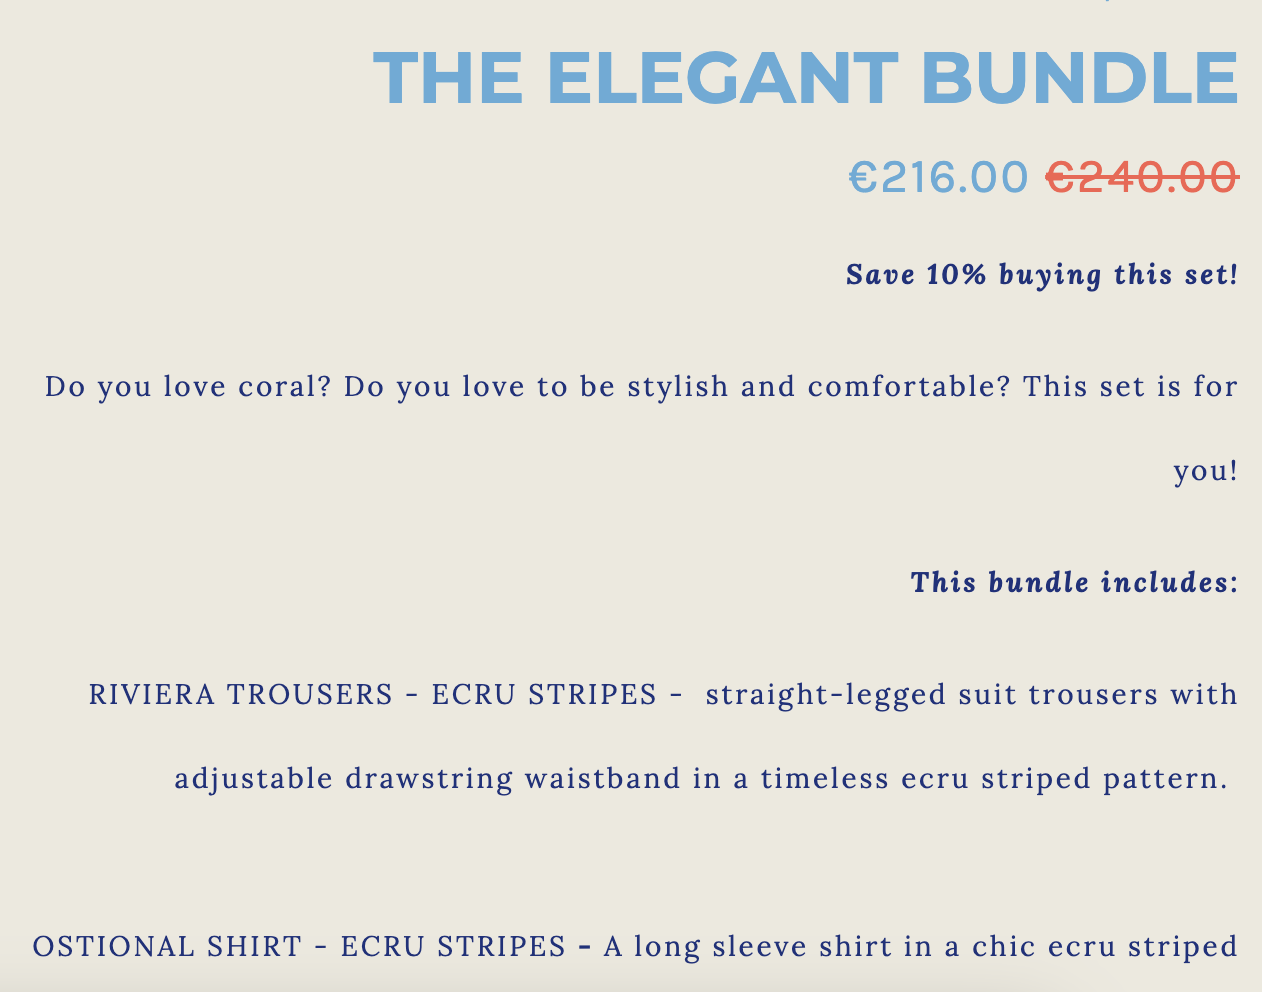 THE ELEGANT BUNDLE
€216.00 €240.00
Save 10% buying this set!
Do you love coral? Do you love to be stylish and comfortable? This set is for
you!
This bundle includes:
RIVIERA TROUSERS - ECRU STRIPES -  straight-legged suit trousers with
adjustable drawstring waistband in a timeless ecru striped pattern.
OSTIONAL SHIRT - ECRU STRIPES - A long sleeve shirt in a chic ecru striped